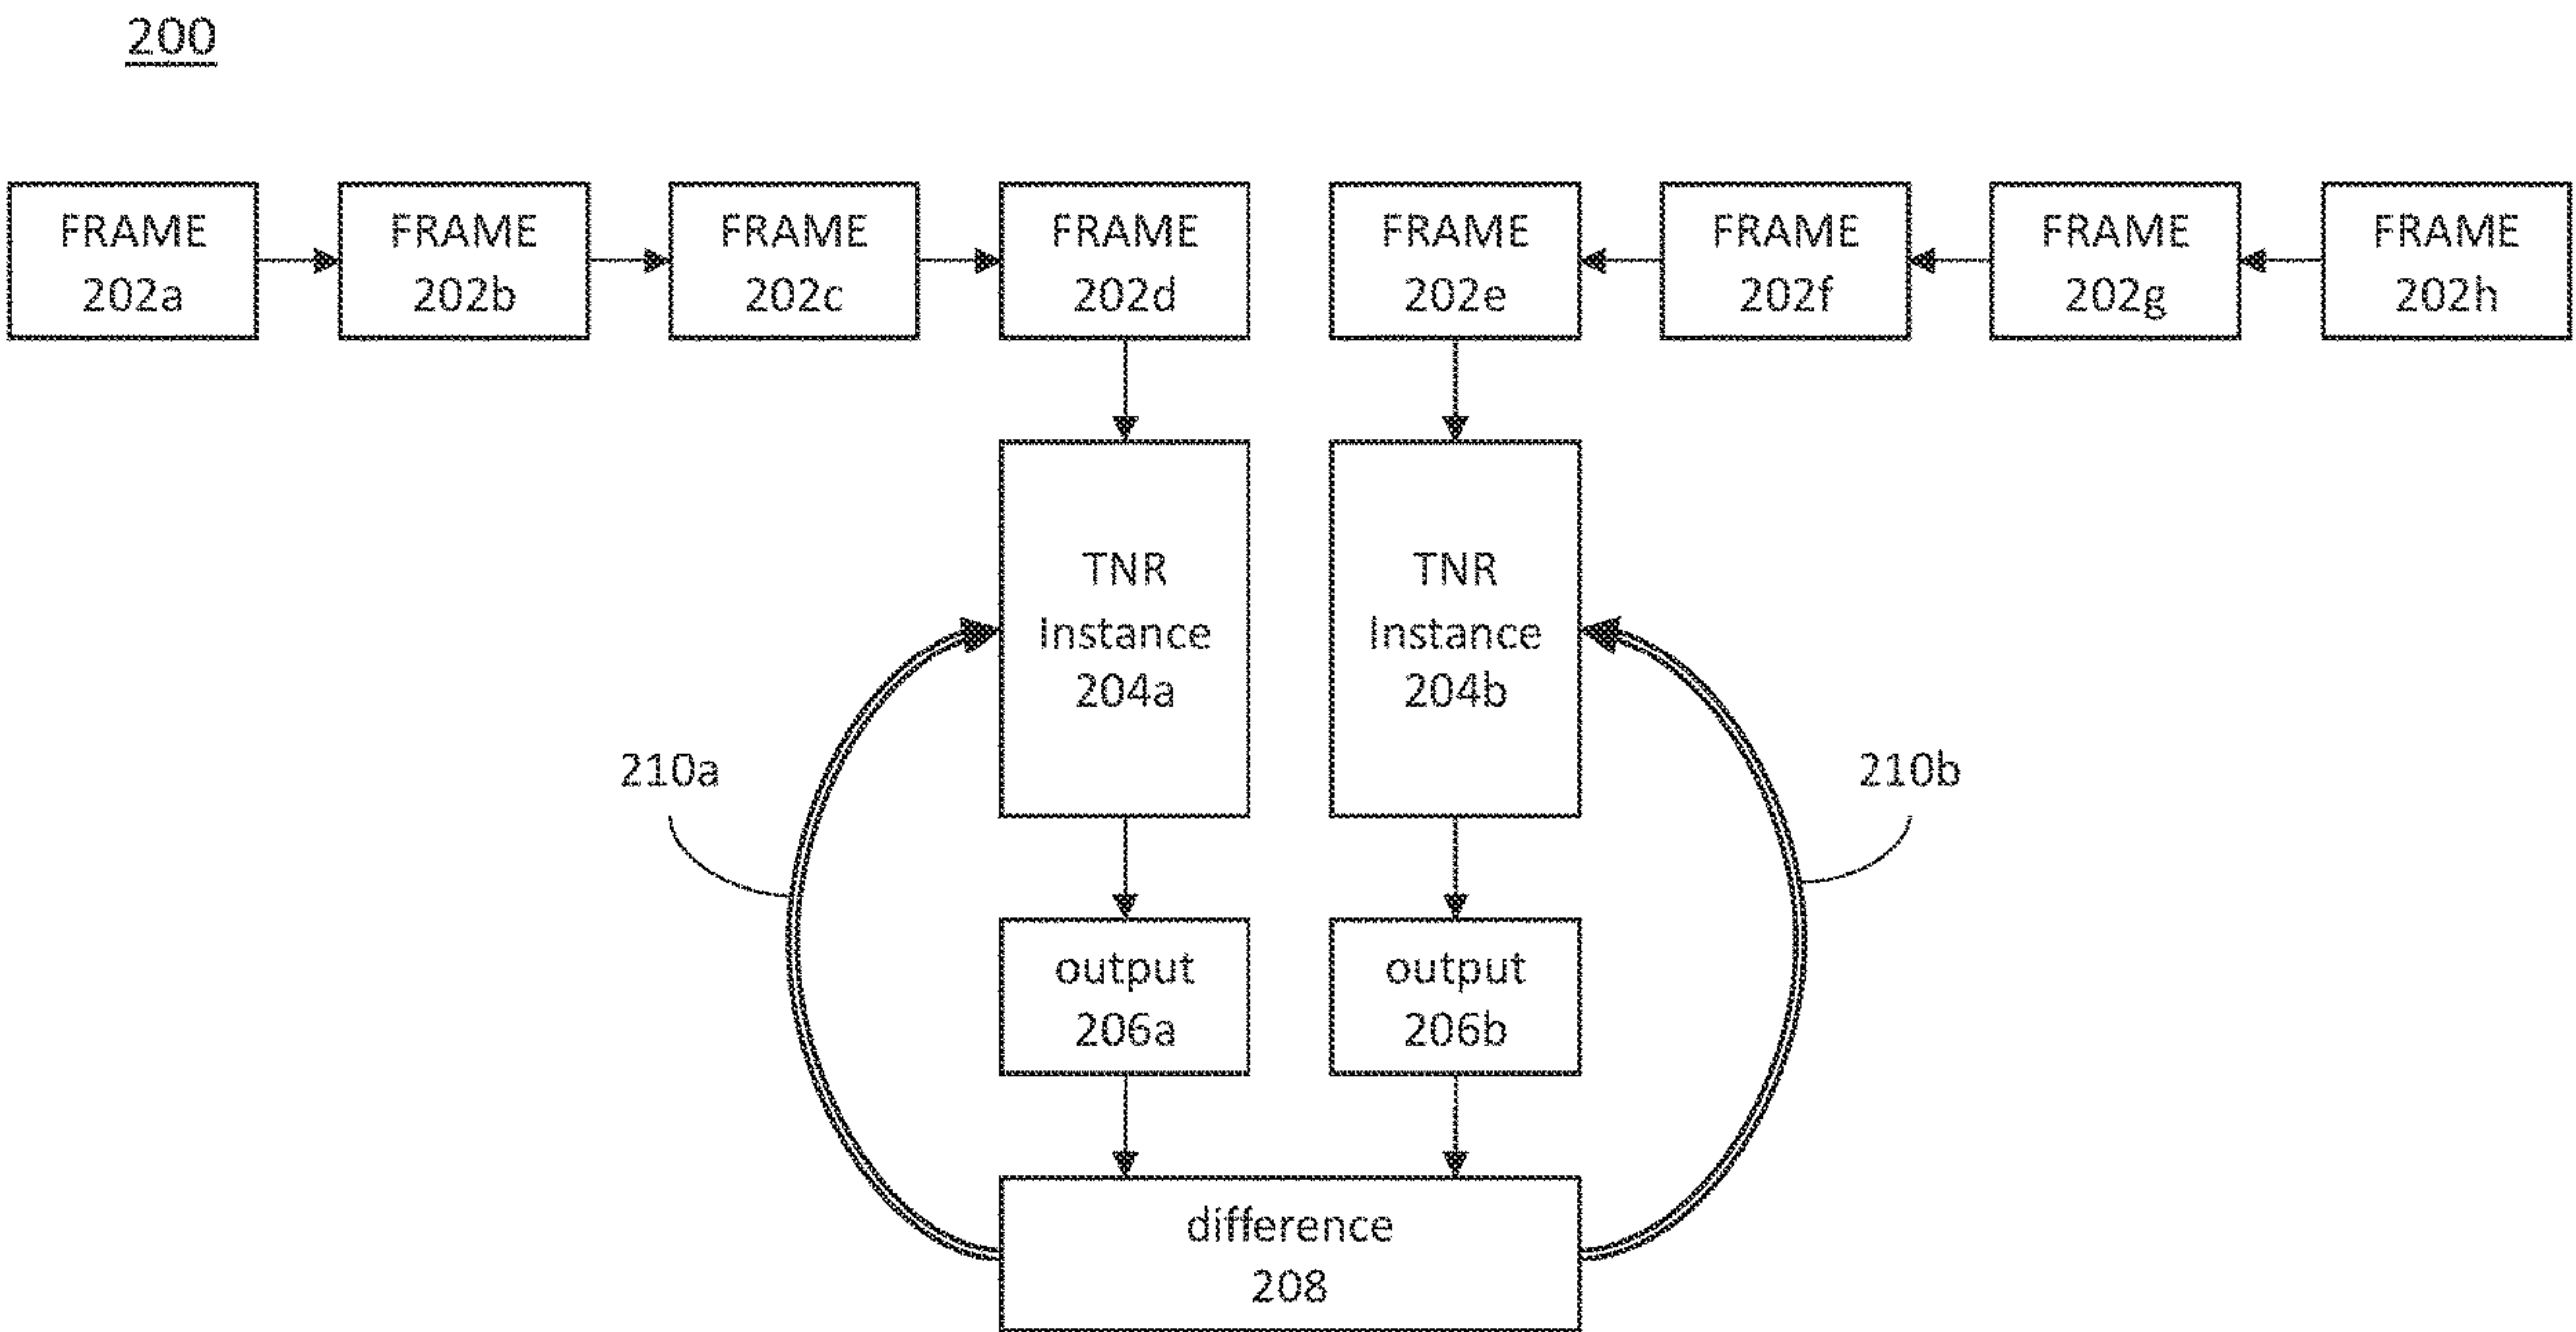 200
FRAME
202a
FRAME
202b
FRAME
202c
FRAME
202d
FRAME
202e
FRAME
202f
FRAME
202g
FRAME
202h
TNR
Instance
204a
TNR
Instance
204b
210a
210b
output
206a
output
206b
difference
208